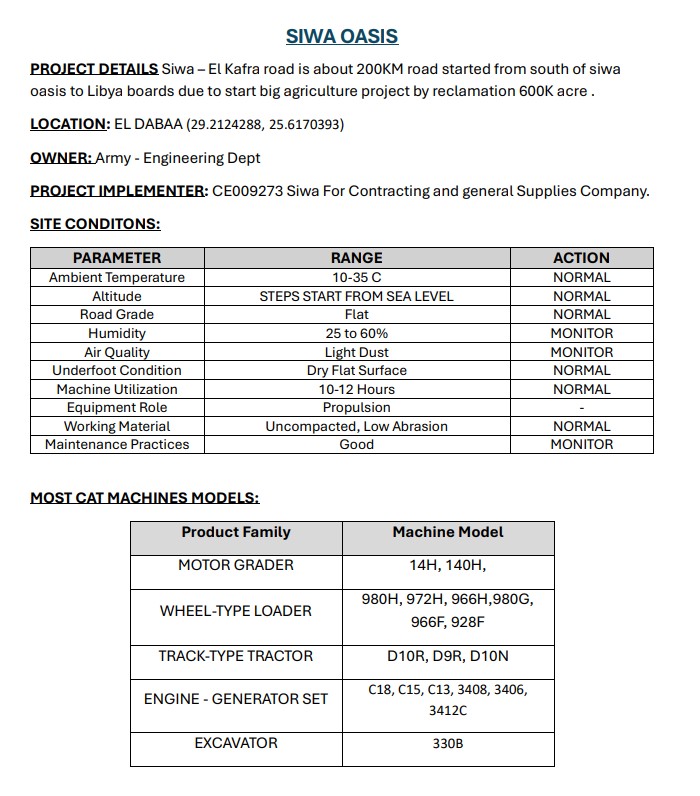 SIWA OASIS
PROJECT DETAILS Siwa – El Kafra road is about 200KM road started from south of siwa
oasis to Libya boards due to start big agriculture project by reclamation 600K acre .
LOCATION: EL DABAA (29.2124288, 25.6170393)
OWNER: Army - Engineering Dept
PROJECT IMPLEMENTER: CE009273 Siwa For Contracting and general Supplies Company.
SITE CONDITONS:
PARAMETER RANGE ACTION
Ambient Temperature 10-35 C NORMAL
Altitude STEPS START FROM SEA LEVEL NORMAL
Road Grade Flat NORMAL
Humidity 25 to 60% MONITOR
Air Quality Light Dust MONITOR
Underfoot Condition Dry Flat Surface NORMAL
Machine Utilization 10-12 Hours NORMAL
Equipment Role Propulsion -
Working Material Uncompacted, Low Abrasion NORMAL
Maintenance Practices Good MONITOR
MOST CAT MACHINES MODELS:
Product Family Machine Model
MOTOR GRADER 14H, 140H,
WHEEL-TYPE LOADER 980H, 972H, 966H,980G,
966F, 928F
TRACK-TYPE TRACTOR D10R, D9R, D10N
ENGINE - GENERATOR SET C18, C15, C13, 3408, 3406,
3412C
EXCAVATOR 330B